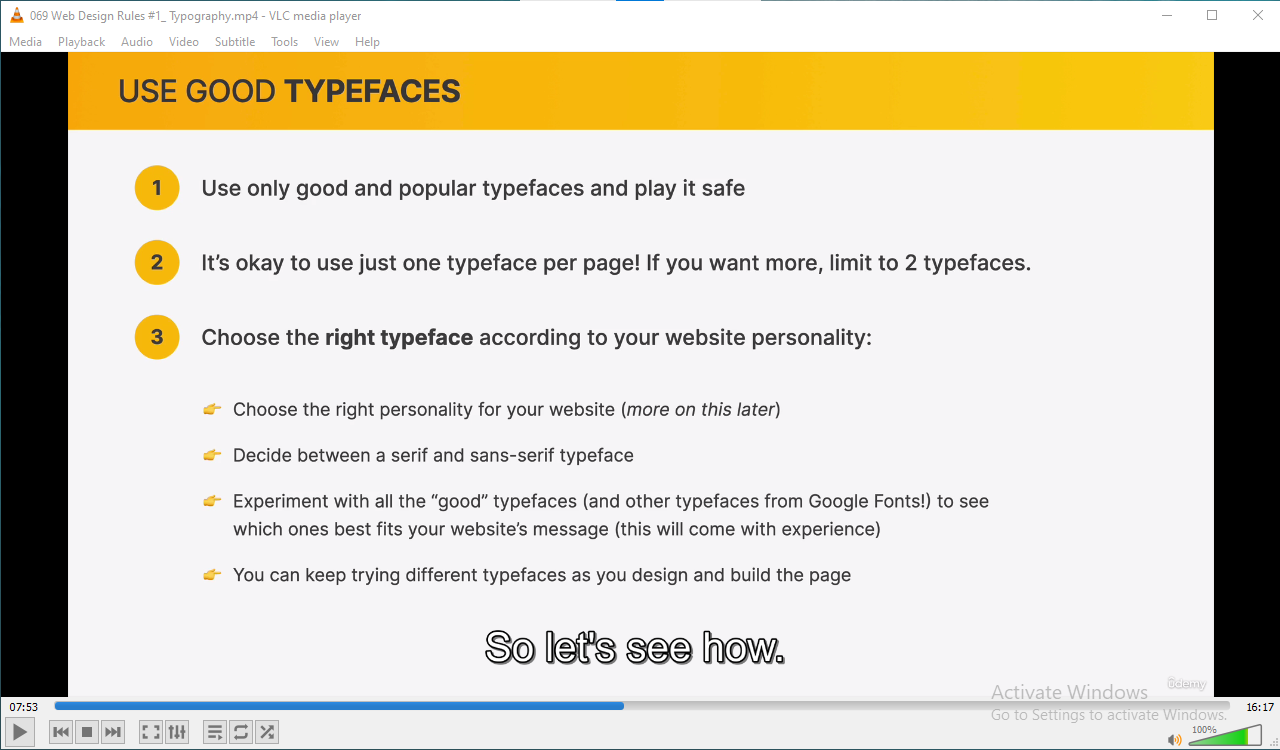 069 Web Design Rules #1_ Typography.mp4 - VLC media player
Media Playback Audio Video Subtitle Tools View Help
USE GOOD TYPEFACES
1 Use only good and popular typefaces and play it safe
2 It’s okay to use just one typeface per page! If you want more, limit to 2 typefaces.
3 Choose the right typeface according to your website personality:
👉 Choose the right personality for your website (more on this later)
👉 Decide between a serif and sans-serif typeface
👉 Experiment with all the “good” typefaces (and other typefaces from Google Fonts!) to see
which ones best fits your website’s message (this will come with experience)
👉 You can keep trying different typefaces as you design and build the page
So let's see how.
Udemy
Activate Windows
Go to Settings to activate Windows.
07:53 16:17
100%